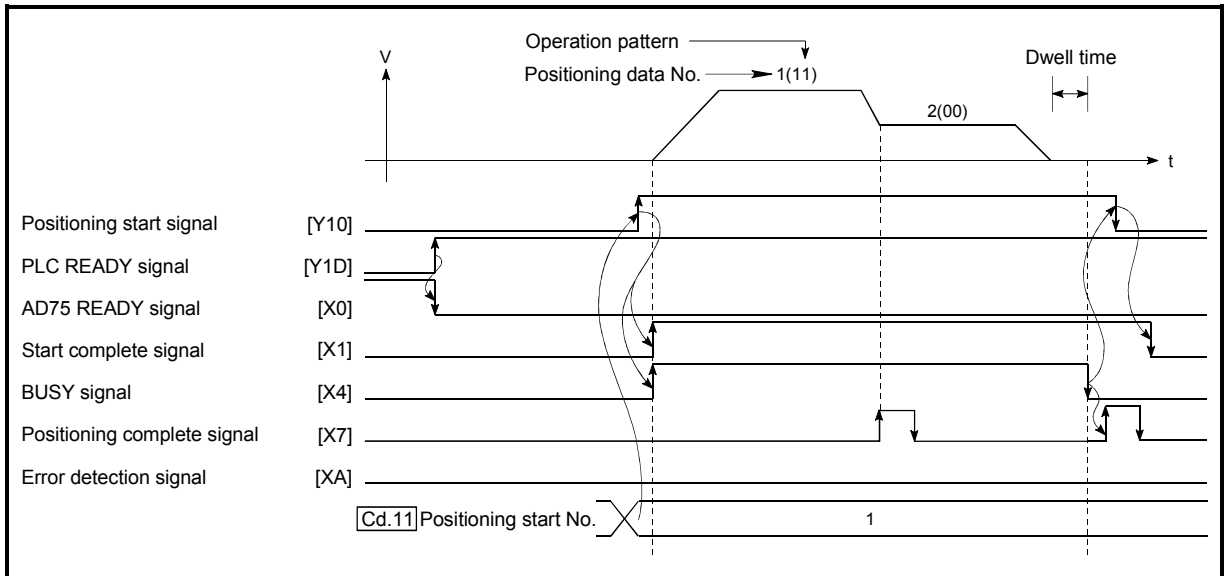 Operation pattern
Positioning data No. 1(11)
Dwell time
V
2(00)
t
Positioning start signal [Y10]
PLC READY signal [Y1D]
AD75 READY signal [X0]
Start complete signal [X1]
BUSY signal [X4]
Positioning complete signal [X7]
Error detection signal [XA]
Cd.11 Positioning start No. 1